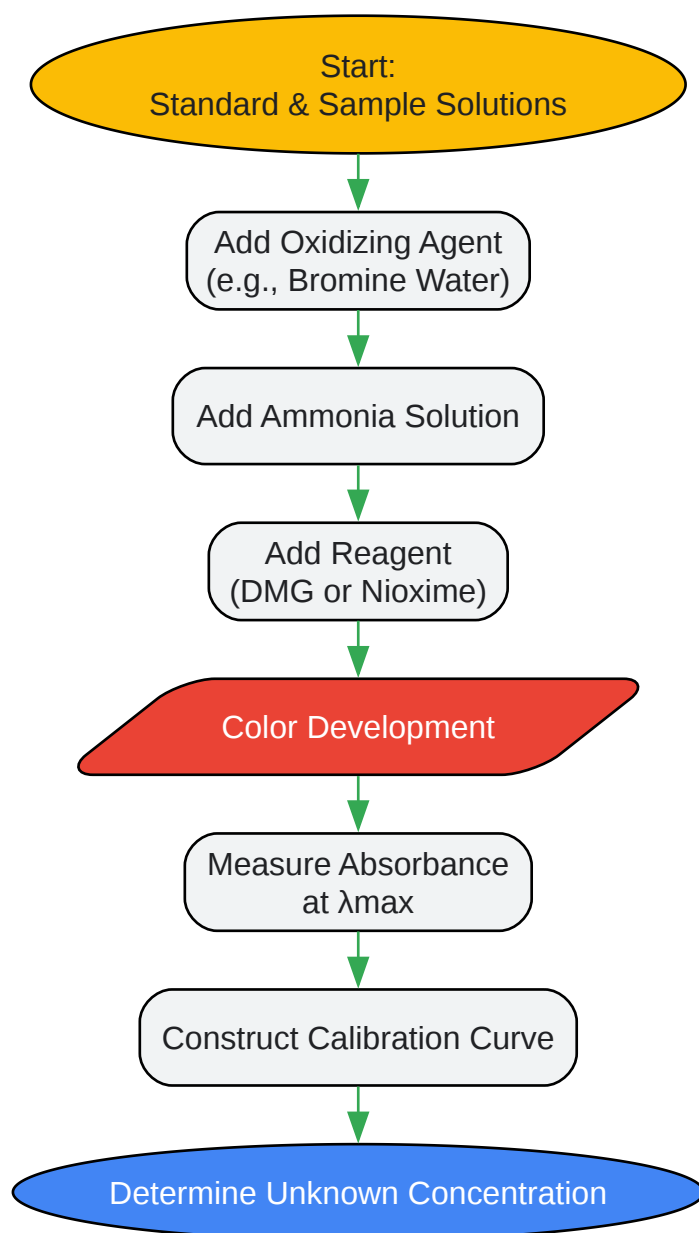 Start:
Standard & Sample Solutions
Add Oxidizing Agent
(e.g., Bromine Water)
Add Ammonia Solution
Add Reagent
(DMG or Nioxime)
Color Development
Measure Absorbance
at λmax
Construct Calibration Curve
Determine Unknown Concentration